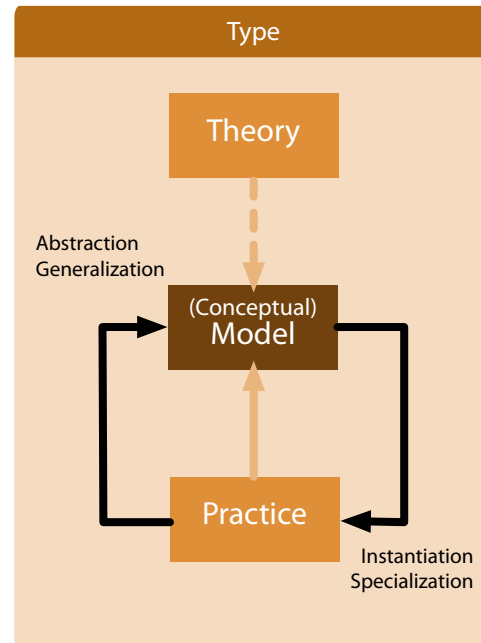 Type
Theory
Abstraction
Generalization
(Conceptual)
Model
Practice
Instantiation
Specialization